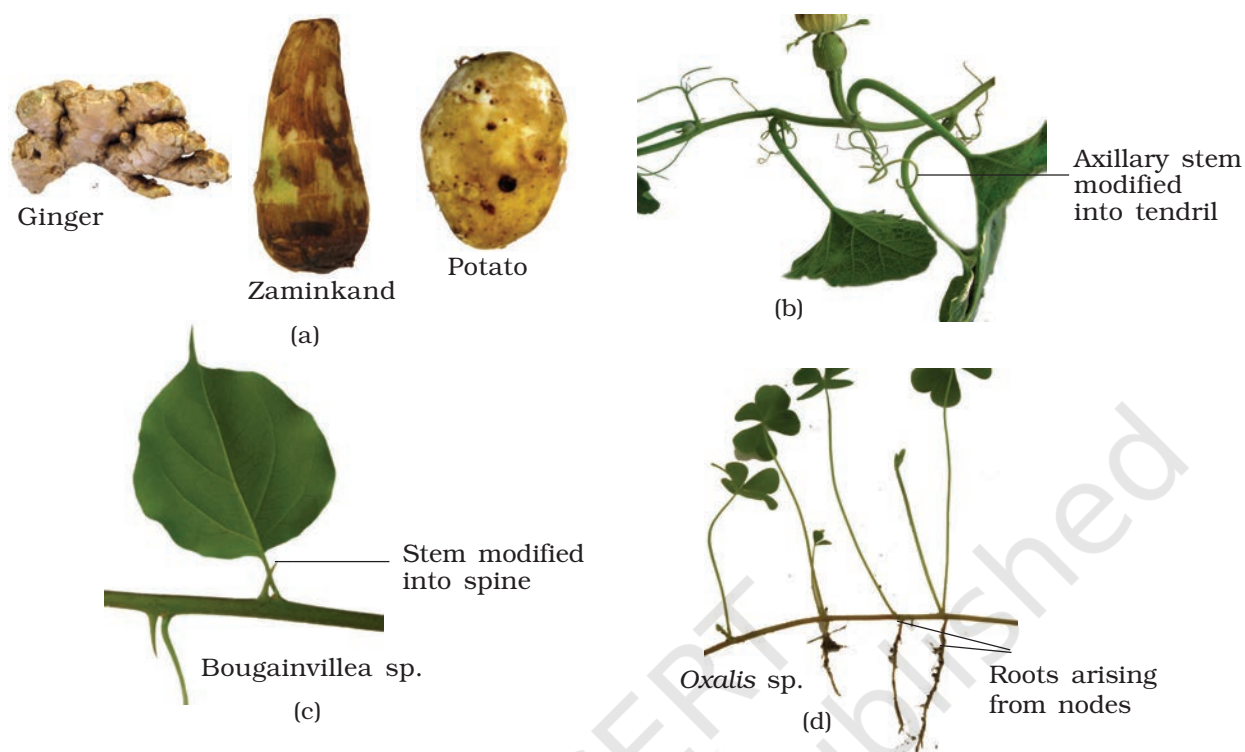 Ginger
Zaminkand
Potato
(a)
Axillary stem
modified
into tendril
(b)
Stem modified
into spine
Bougainvillea sp.
(c)
Oxalis sp.
Roots arising
from nodes
(d)